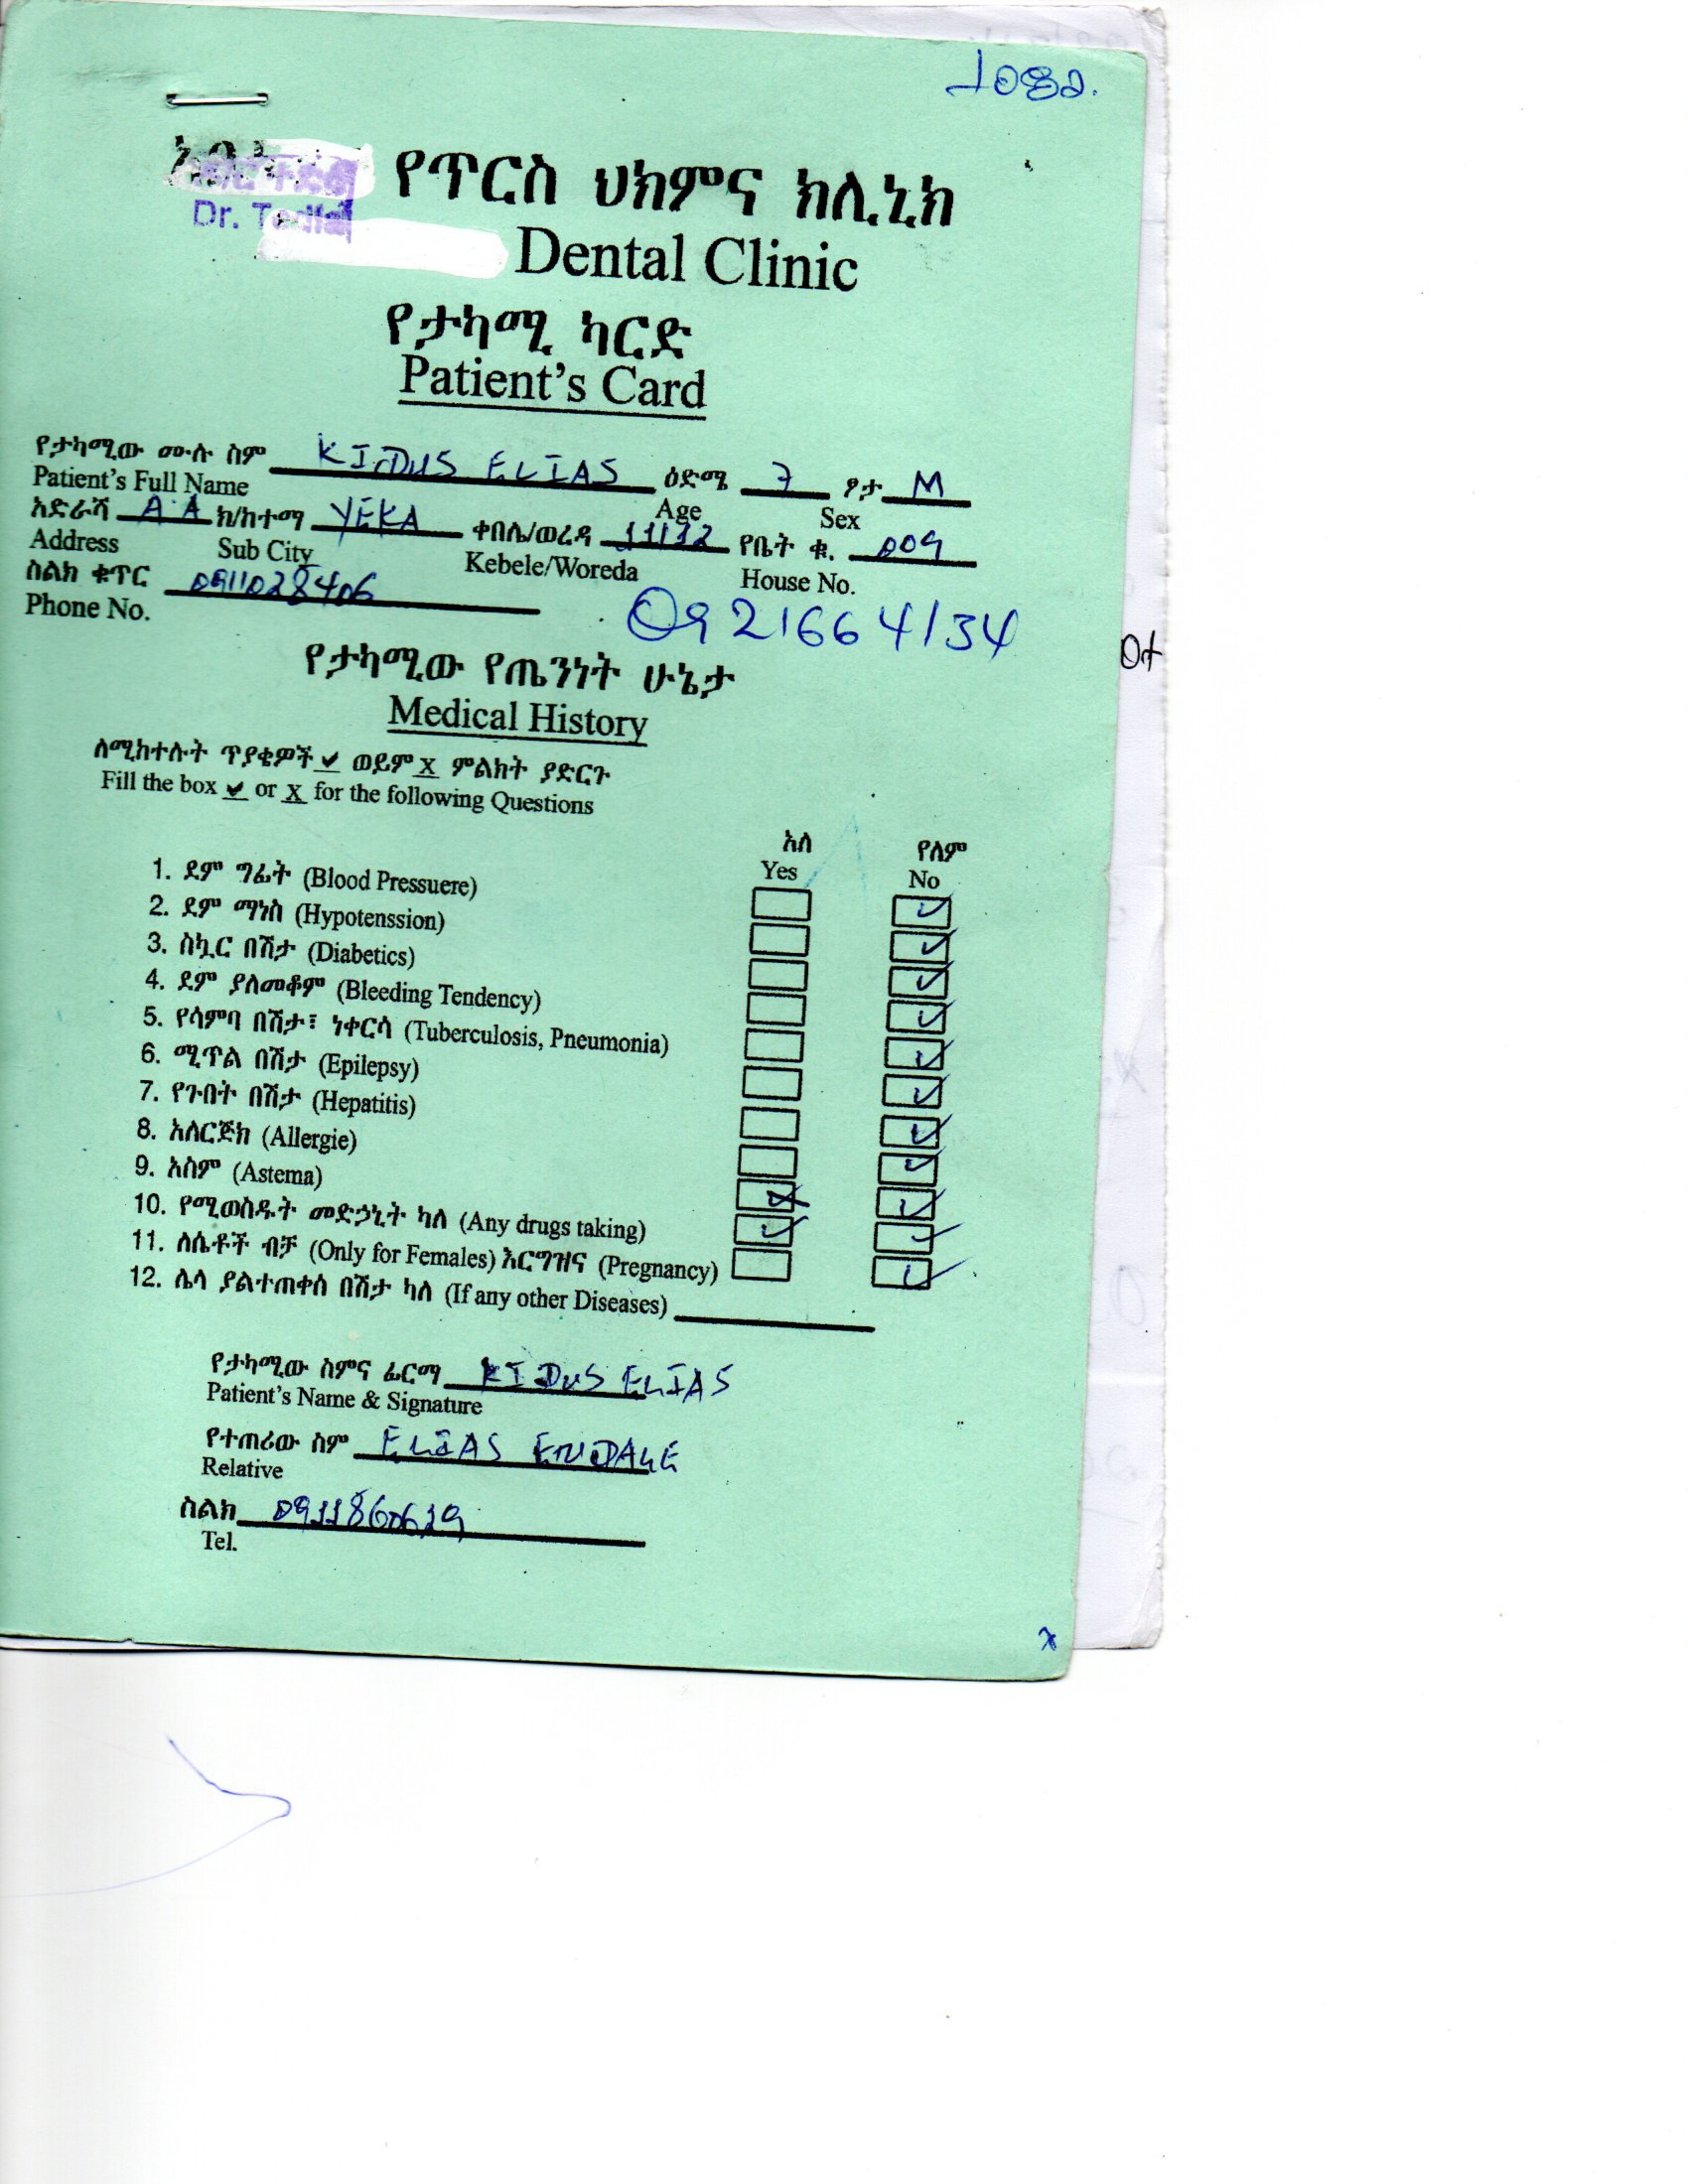 1082.
የጥርስ ህክምና ክሊኒክ
Dr.
Dental Clinic
የታካሚ ካርድ
Patient's Card
የታካሚው ሙሉ ስም KIDUS ELIAS ዕድሜ 7 ፆታ M
Patient's Full Name Age Sex
አድራሻ A.A ክ/ከተማ YEKA ቀበሌ/ወረዳ 11/12 የቤት ቁ. 009
Address Sub City Kebele/Woreda House No.
ስልክ ቁጥር 0911028406
Phone No. 0921664134
የታካሚው የጤንነት ሁኔታ
Medical History
ለሚከተሉት ጥያቄዎች ✓ ወይም X ምልክት ያድርጉ
Fill the box ✓ or X for the following Questions
አለ የለም
Yes No
1. ደም ግፊት (Blood Pressuere)
2. ደም ማነስ (Hypotenssion)
3. ስኳር በሽታ (Diabetics)
4. ደም ያለመቆም (Bleeding Tendency)
5. የሳምባ በሽታ፣ ነቀርሳ (Tuberculosis, Pneumonia)
6. ሚጥል በሽታ (Epilepsy)
7. የጉበት በሽታ (Hepatitis)
8. አለርጅክ (Allergie)
9. አስም (Astema)
10. የሚወስዱት መድኃኒት ካለ (Any drugs taking)
11. ለሴቶች ብቻ (Only for Females) እርግዝና (Pregnancy)
12. ሌላ ያልተጠቀሰ በሽታ ካለ (If any other Diseases)
የታካሚው ስምና ፊርማ KIDUS ELIAS
Patient's Name & Signature
የተጠሪው ስም ELIAS ENDALE
Relative
ስልክ 0911860619
Tel.